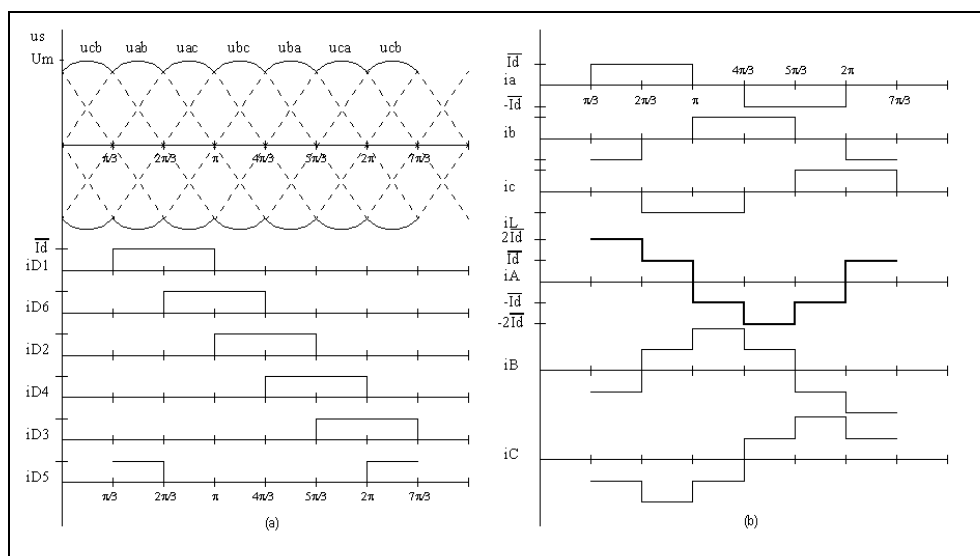 us
ucb uab uac ubc uba uca ucb
Um
π/3 2π/3 π 4π/3 5π/3 2π 7π/3
Id
iD1
iD6
iD2
iD4
iD3
iD5
π/3 2π/3 π 4π/3 5π/3 2π 7π/3
(a)
Id
ia
4π/3 5π/3 2π
-Id
π/3 2π/3 π 7π/3
ib
ic
iL
2Id
Id
iA
-Id
-2Id
iB
iC
(b)